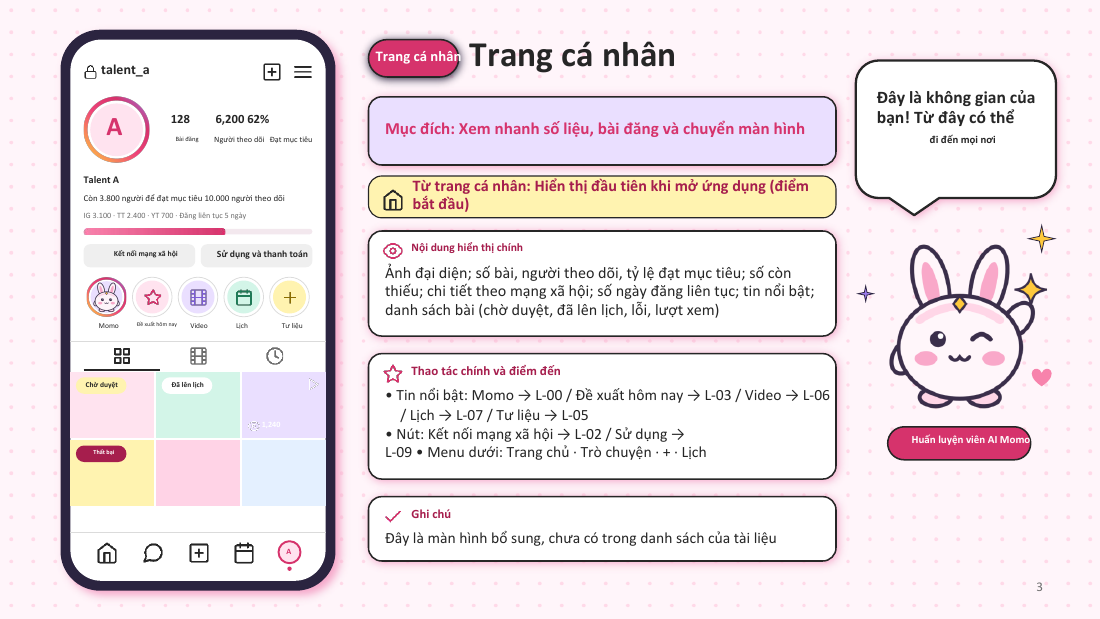 talent_a
A
128
6,200 62%
Bài đăng
Người theo dõi Đạt mục tiêu
Talent A
Còn 3.800 người để đạt mục tiêu 10.000 người theo dõi
IG 3.100 · TT 2.400 · YT 700 · Đăng liên tục 5 ngày
Kết nối mạng xã hội
Sử dụng và thanh toán
Momo
Đề xuất hôm nay
Video
Lịch
Tư liệu
Chờ duyệt
Đã lên lịch
1,240
Thất bại
A
Trang cá nhân
Trang cá nhân
Mục đích: Xem nhanh số liệu, bài đăng và chuyển màn hình
Từ trang cá nhân: Hiển thị đầu tiên khi mở ứng dụng (điểm
bắt đầu)
Nội dung hiển thị chính
Ảnh đại diện; số bài, người theo dõi, tỷ lệ đạt mục tiêu; số còn
thiếu; chi tiết theo mạng xã hội; số ngày đăng liên tục; tin nổi bật;
danh sách bài (chờ duyệt, đã lên lịch, lỗi, lượt xem)
Thao tác chính và điểm đến
• Tin nổi bật: Momo → L-00 / Đề xuất hôm nay → L-03 / Video → L-06
/ Lịch → L-07 / Tư liệu → L-05
• Nút: Kết nối mạng xã hội → L-02 / Sử dụng →
L-09 • Menu dưới: Trang chủ · Trò chuyện · + · Lịch
Ghi chú
Đây là màn hình bổ sung, chưa có trong danh sách của tài liệu
Đây là không gian của
bạn! Từ đây có thể
đi đến mọi nơi
Huấn luyện viên AI Momo
3